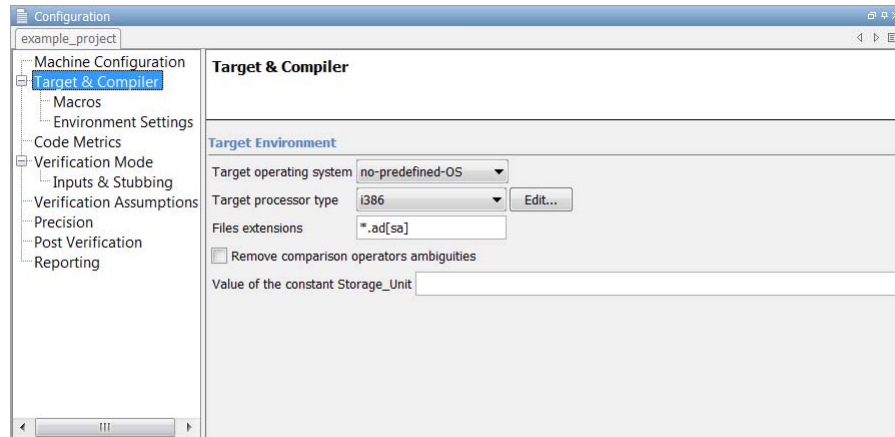 Configuration
example_project
Machine Configuration
Target & Compiler
Macros
Environment Settings
Code Metrics
Verification Mode
Inputs & Stubbing
Verification Assumptions
Precision
Post Verification
Reporting
Target & Compiler
Target Environment
Target operating system no-predefined-OS
Target processor type i386 Edit...
Files extensions *.ad[sa]
Remove comparison operators ambiguities
Value of the constant Storage_Unit